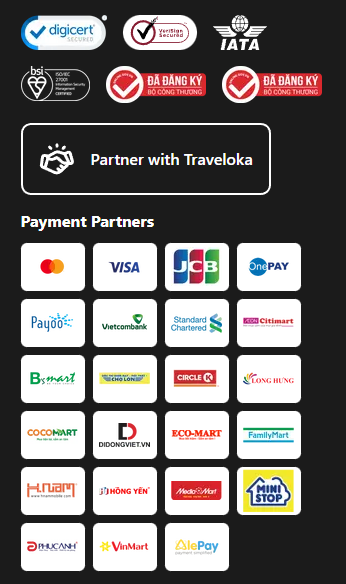 digicert
SECURED
VeriSign
Secured
IATA
bsi.
ISO/IEC
27001
Information Security
Management
CERTIFIED
ĐÃ ĐĂNG KÝ
BỘ CÔNG THƯƠNG
ĐÃ ĐĂNG KÝ
BỘ CÔNG THƯƠNG
Partner with Traveloka
Payment Partners
VISA
JCB
OnePAY
Payoo
Vietcombank
Standard
Chartered
AEON Citimart
B's mart
CHỢ LỚN
CIRCLE K
LONG HUNG
COCOMART
DIDONGVIET.VN
ECO-MART
FamilyMart
HNAM
HỒNG YẾN
MediaMart
MINI
STOP
PHUCANH
VinMart
AlePay